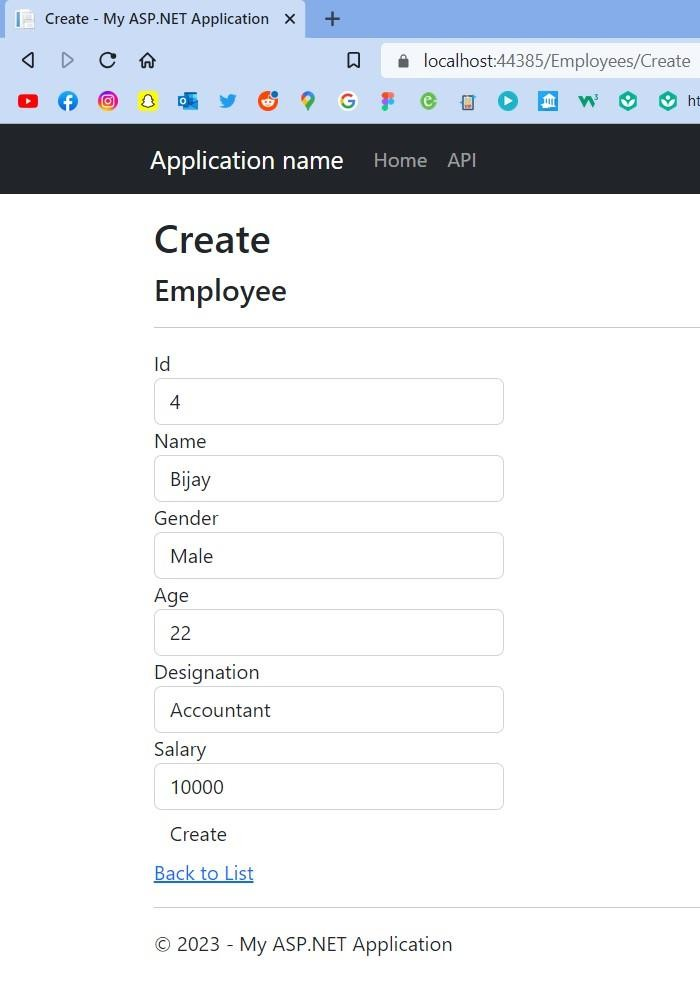 Create - My ASP.NET Application
localhost:44385/Employees/Create
ht
Application name Home API
Create
Employee
Id
4
Name
Bijay
Gender
Male
Age
22
Designation
Accountant
Salary
10000
Create
Back to List
© 2023 - My ASP.NET Application